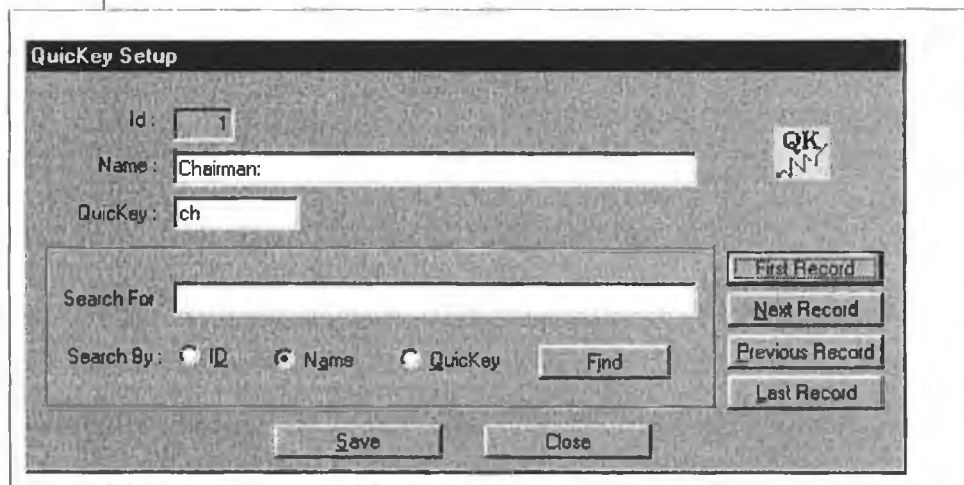 QuicKey Setup
Id : 1
Name : Chairman:
QK
QuicKey : ch
First Record
Search For :
Next Record
Search By : ID Name QuicKey Find
Previous Record
Last Record
Save Close